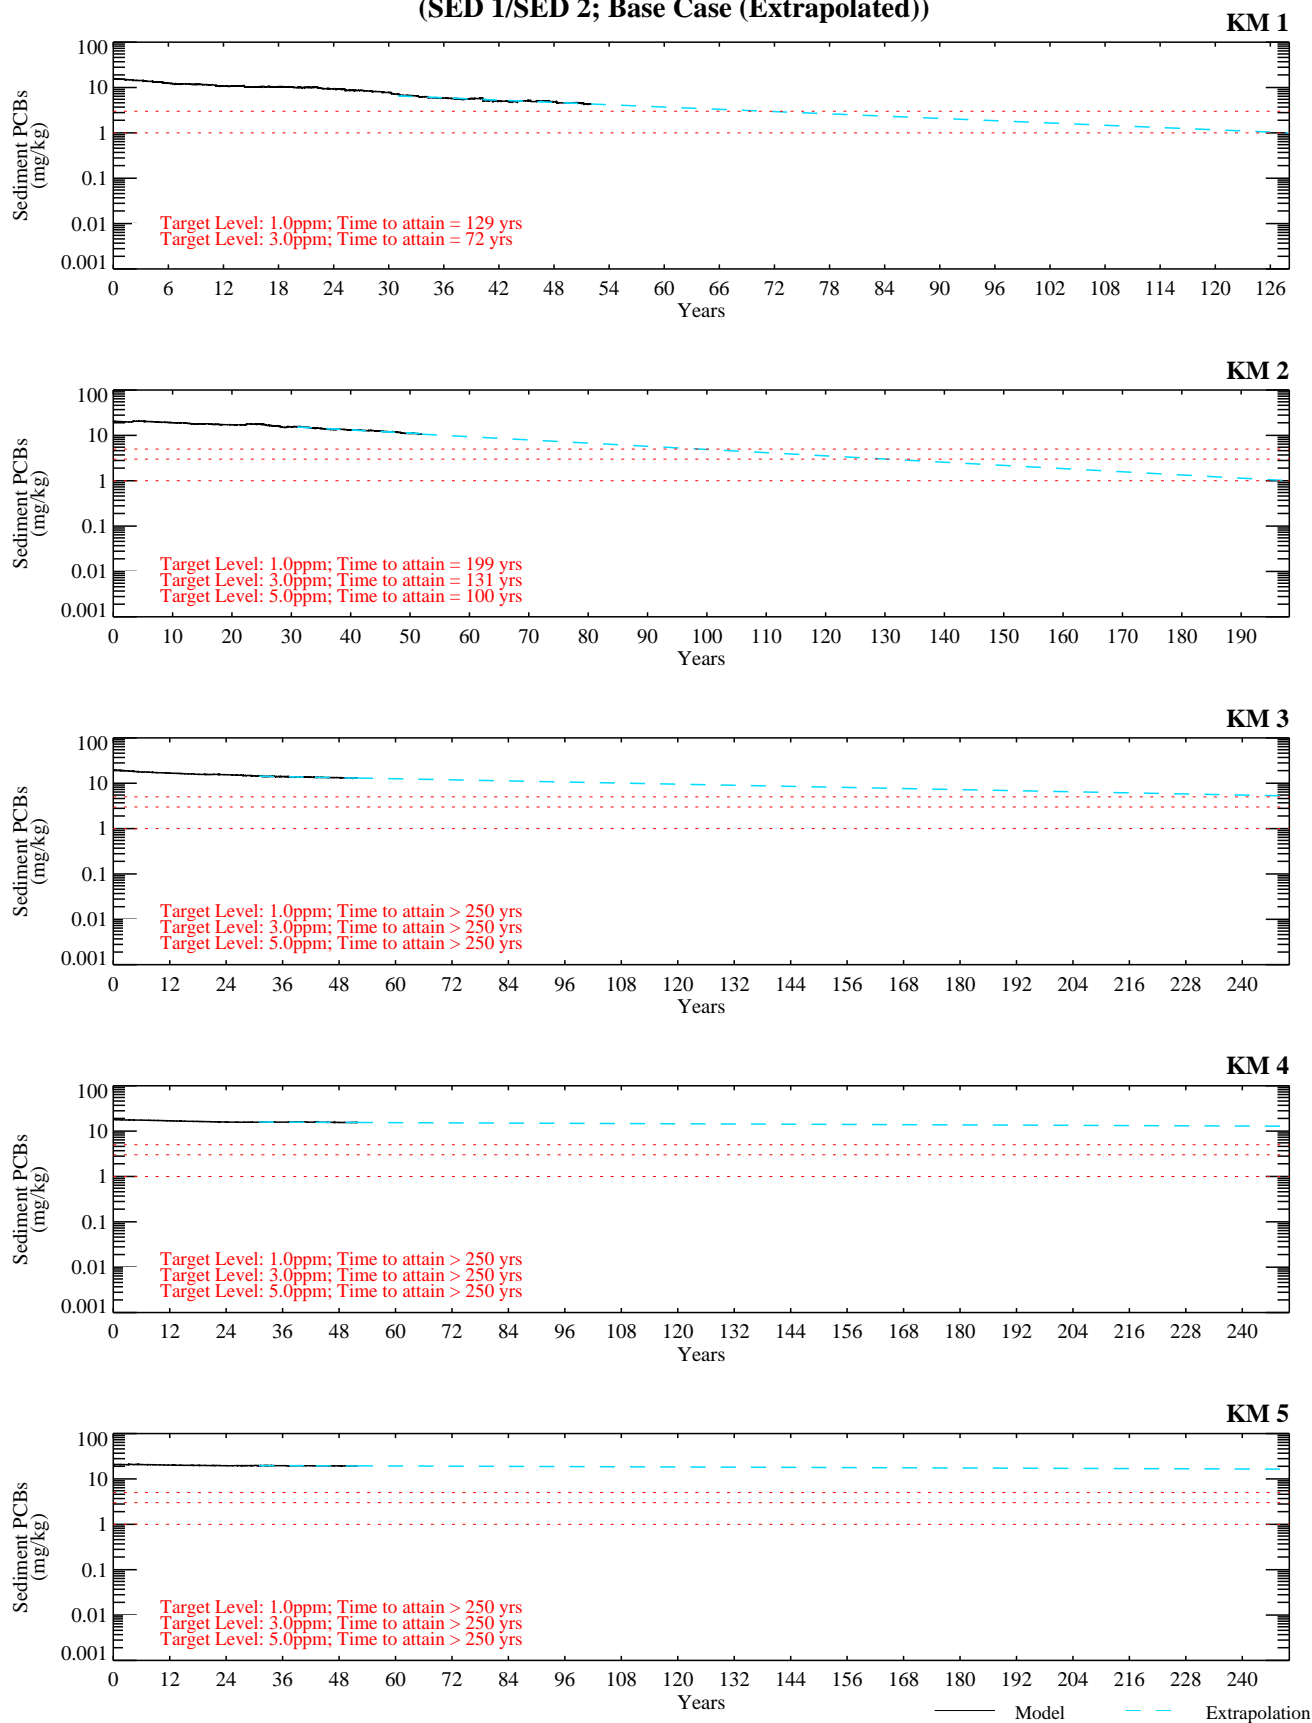 (SED 1/SED 2; Base Case (Extrapolated))
KM 1
Sediment PCBs
(mg/kg)
100
10
1
0.1
0.01
0.001
Target Level: 1.0ppm; Time to attain = 129 yrs
Target Level: 3.0ppm; Time to attain = 72 yrs
0 6 12 18 24 30 36 42 48 54 60 66 72 78 84 90 96 102 108 114 120 126
Years
KM 2
Sediment PCBs
(mg/kg)
100
10
1
0.1
0.01
0.001
Target Level: 1.0ppm; Time to attain = 199 yrs
Target Level: 3.0ppm; Time to attain = 131 yrs
Target Level: 5.0ppm; Time to attain = 100 yrs
0 10 20 30 40 50 60 70 80 90 100 110 120 130 140 150 160 170 180 190
Years
KM 3
Sediment PCBs
(mg/kg)
100
10
1
0.1
0.01
0.001
Target Level: 1.0ppm; Time to attain > 250 yrs
Target Level: 3.0ppm; Time to attain > 250 yrs
Target Level: 5.0ppm; Time to attain > 250 yrs
0 12 24 36 48 60 72 84 96 108 120 132 144 156 168 180 192 204 216 228 240
Years
KM 4
Sediment PCBs
(mg/kg)
100
10
1
0.1
0.01
0.001
Target Level: 1.0ppm; Time to attain > 250 yrs
Target Level: 3.0ppm; Time to attain > 250 yrs
Target Level: 5.0ppm; Time to attain > 250 yrs
0 12 24 36 48 60 72 84 96 108 120 132 144 156 168 180 192 204 216 228 240
Years
KM 5
Sediment PCBs
(mg/kg)
100
10
1
0.1
0.01
0.001
Target Level: 1.0ppm; Time to attain > 250 yrs
Target Level: 3.0ppm; Time to attain > 250 yrs
Target Level: 5.0ppm; Time to attain > 250 yrs
0 12 24 36 48 60 72 84 96 108 120 132 144 156 168 180 192 204 216 228 240
Years
Model Extrapolation